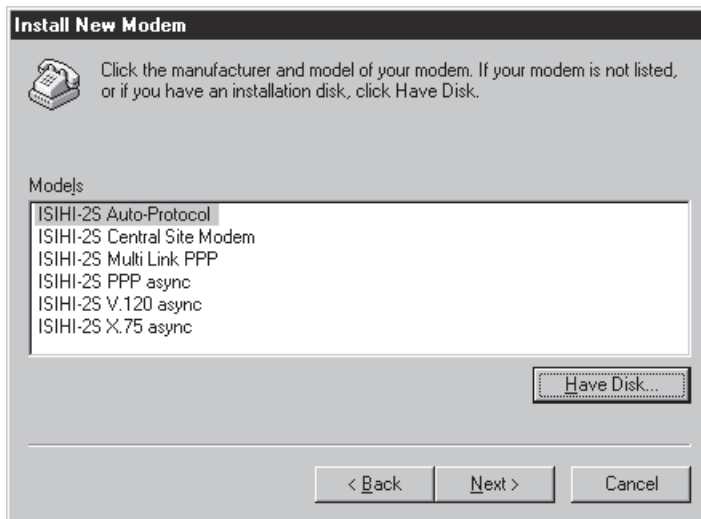 Install New Modem
Click the manufacturer and model of your modem. If your modem is not listed,
or if you have an installation disk, click Have Disk.
Models
ISIHI-2S Auto-Protocol
ISIHI-2S Central Site Modem
ISIHI-2S Multi Link PPP
ISIHI-2S PPP async
ISIHI-2S V.120 async
ISIHI-2S X.75 async
Have Disk...
< Back
Next >
Cancel